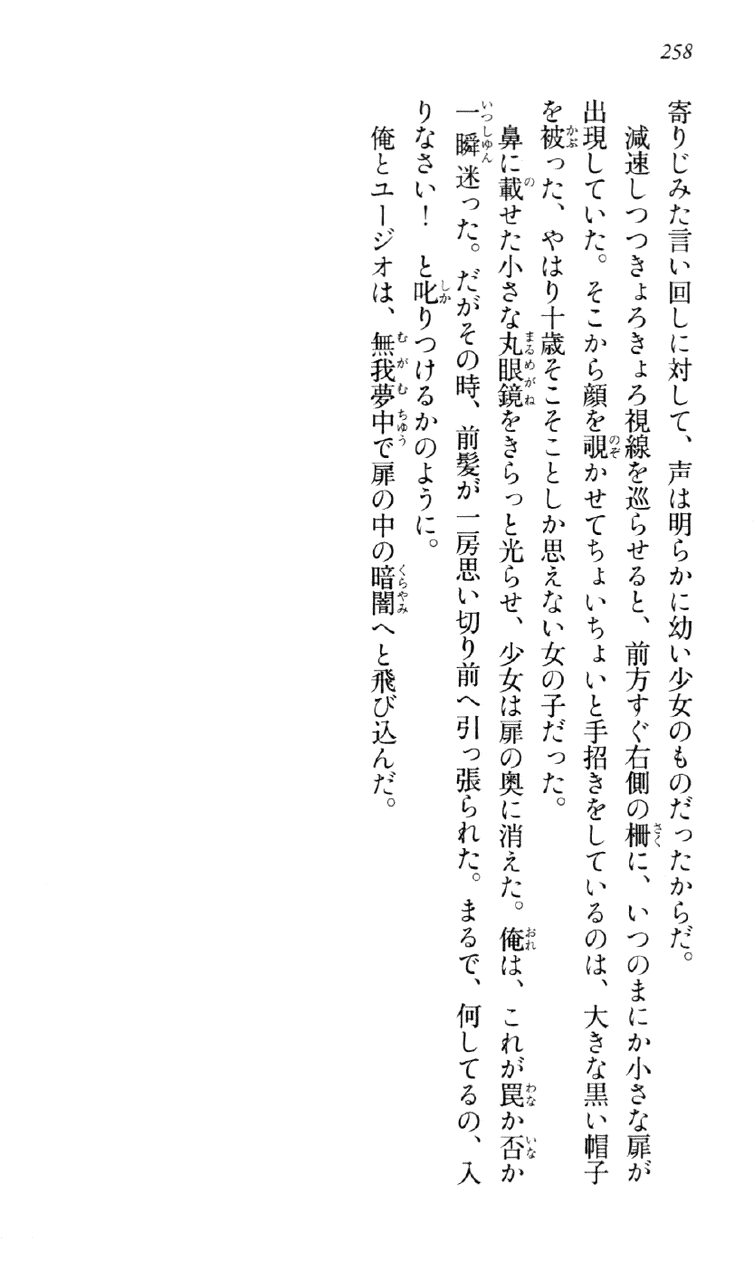 258
寄りじみた言い回しに対して、声は明らかに幼い少女のものだったからだ。
　減速しつつきょろきょろ視線を巡らせると、前方すぐ右側の柵に、いつのまにか小さな扉が
出現していた。そこから顔を覗かせてちょいちょいと手招きをしているのは、大きな黒い帽子
を被った、やはり十歳そこそことしか思えない女の子だった。
　鼻に載せた小さな丸眼鏡をきらっと光らせ、少女は扉の奥に消えた。俺は、これが罠か否か
一瞬迷った。だがその時、前髪が一房思い切り前へ引っ張られた。まるで、何してるの、入
りなさい！　と叱りつけるかのように。
　俺とユージオは、無我夢中で扉の中の暗闇へと飛び込んだ。